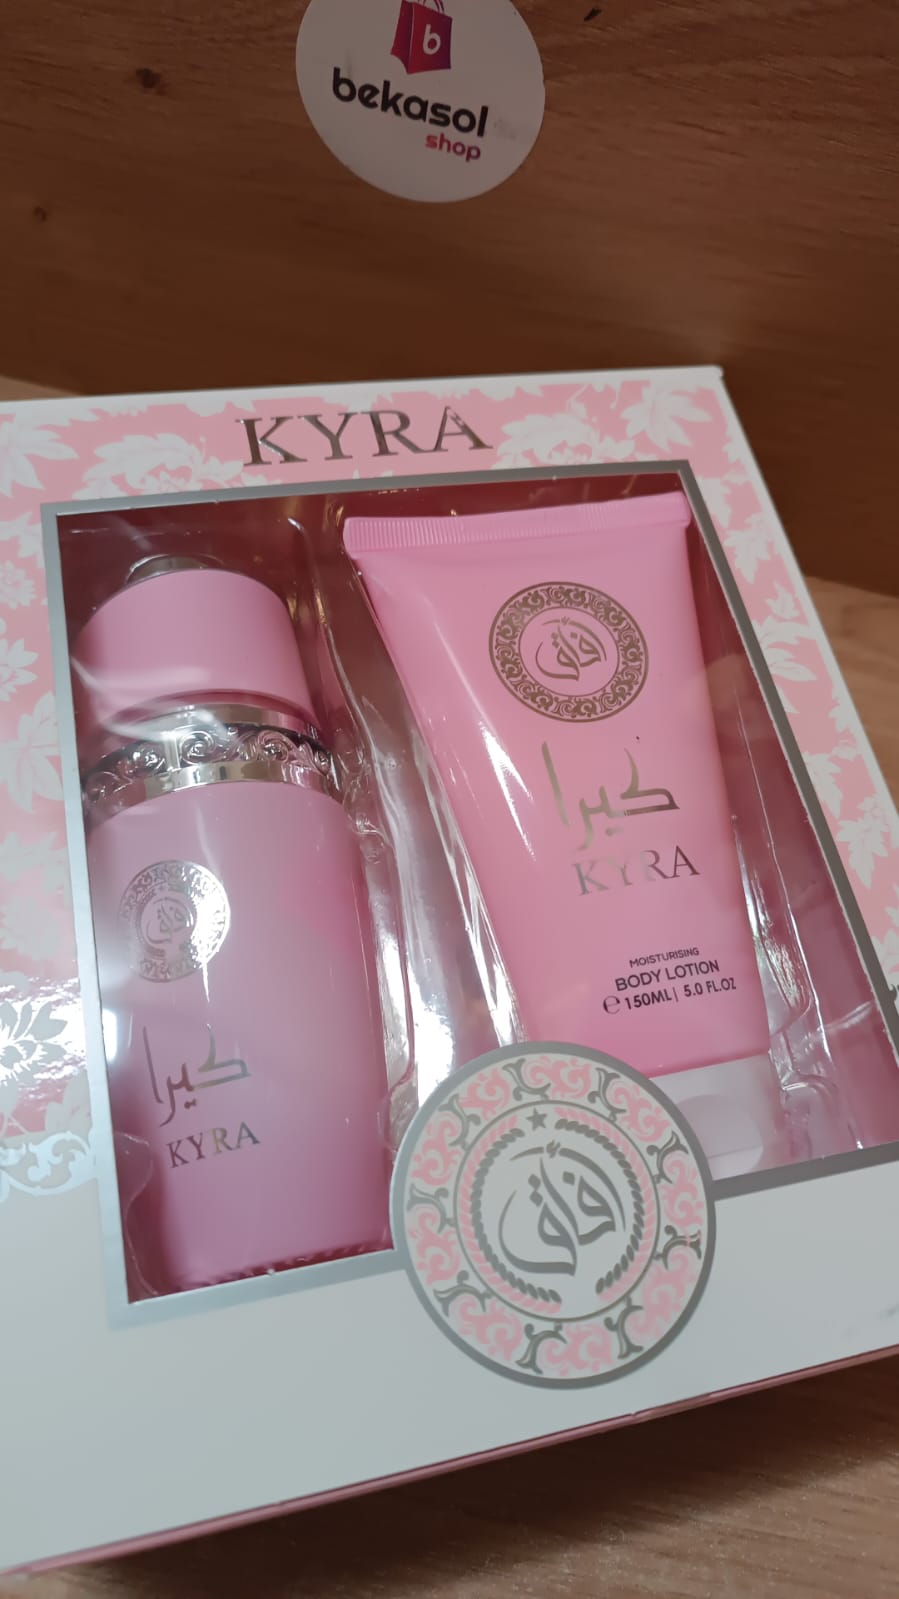 b
bekasol
shop
KYRA
كيرا
KYRA
كيرا
KYRA
MOISTURISING
BODY LOTION
℮ 150ML | 5.0 FL.OZ